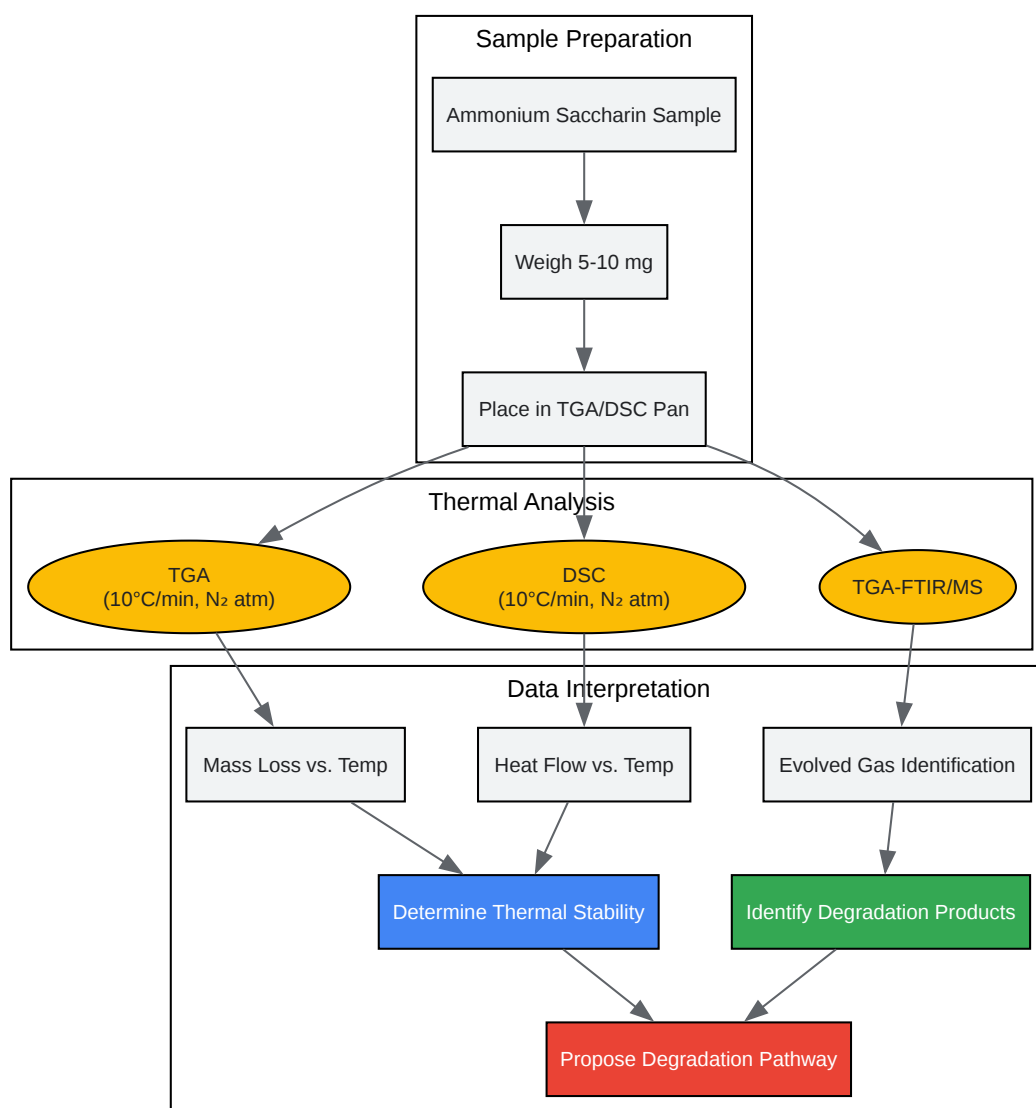 Sample Preparation
Ammonium Saccharin Sample
Weigh 5-10 mg
Place in TGA/DSC Pan
Thermal Analysis
TGA
(10°C/min, N₂ atm)
DSC
(10°C/min, N₂ atm)
TGA-FTIR/MS
Data Interpretation
Mass Loss vs. Temp
Heat Flow vs. Temp
Evolved Gas Identification
Determine Thermal Stability
Identify Degradation Products
Propose Degradation Pathway